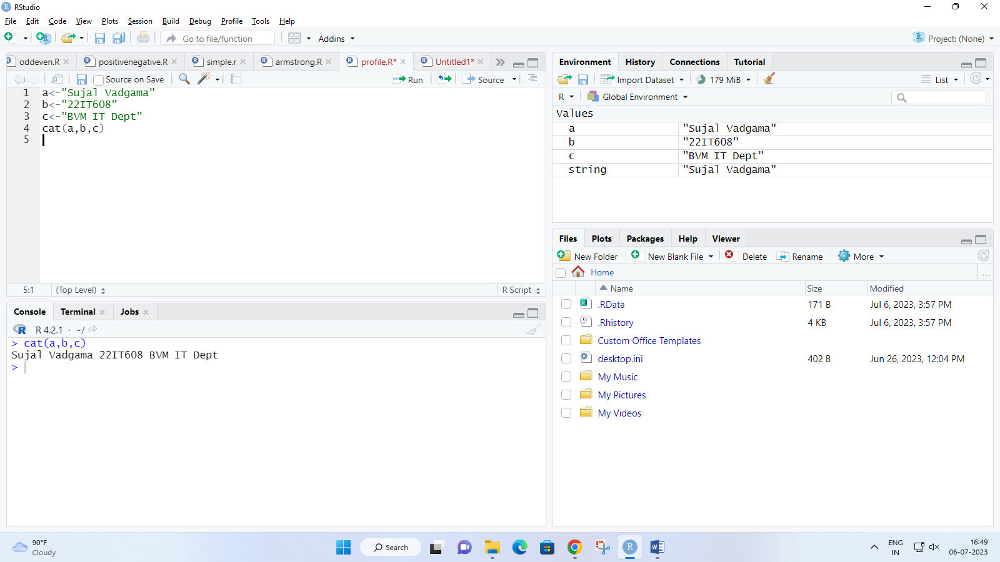 RStudio
File Edit Code View Plots Session Build Debug Profile Tools Help
Go to file/function Addins Project: (None)
oddeven.R positivenegative.R simple.r armstrong.R profile.R* Untitled1*
Source on Save Run Source
1 a<-"Sujal Vadgama"
2 b<-"22IT608"
3 c<-"BVM IT Dept"
4 cat(a,b,c)
5
5:1 (Top Level) R Script
Console Terminal Jobs
R 4.2.1 · ~/
> cat(a,b,c)
Sujal Vadgama 22IT608 BVM IT Dept
>
Environment History Connections Tutorial
Import Dataset 179 MiB List
R Global Environment
Values
a "Sujal Vadgama"
b "22IT608"
c "BVM IT Dept"
string "Sujal Vadgama"
Files Plots Packages Help Viewer
New Folder New Blank File Delete Rename More
Home ...
Name Size Modified
.RData 171 B Jul 6, 2023, 3:57 PM
.Rhistory 4 KB Jul 6, 2023, 3:57 PM
Custom Office Templates
desktop.ini 402 B Jun 26, 2023, 12:04 PM
My Music
My Pictures
My Videos
90°F
Cloudy
Search
ENG
IN
16:49
06-07-2023